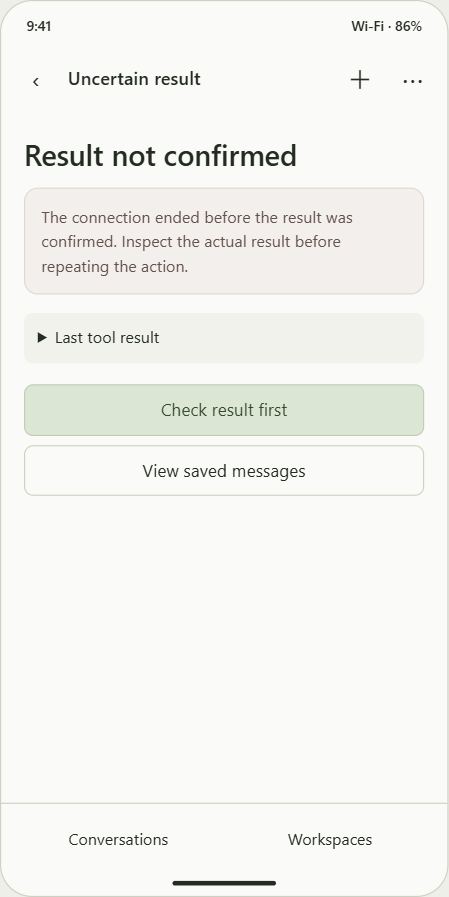 9:41
Wi-Fi · 86%
‹ Uncertain result + ...
Result not confirmed
The connection ended before the result was
confirmed. Inspect the actual result before
repeating the action.
▶ Last tool result
Check result first
View saved messages
Conversations
Workspaces